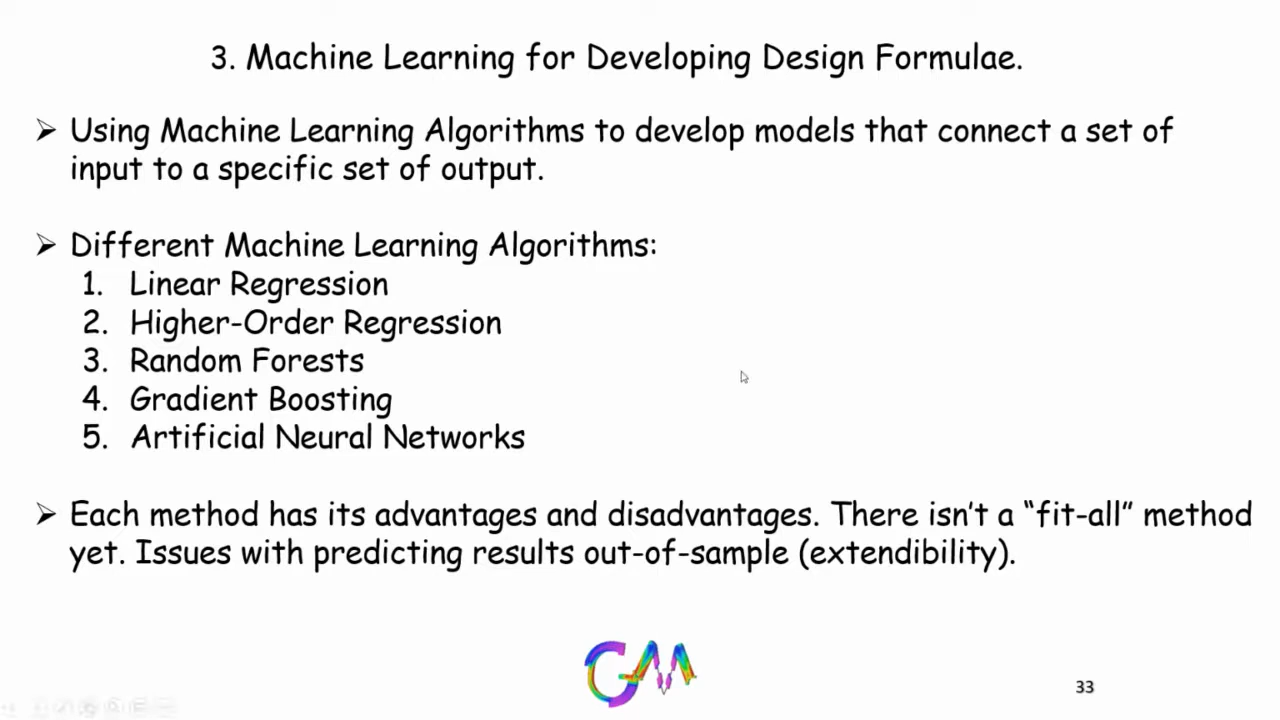 3. Machine Learning for Developing Design Formulae.
➢ Using Machine Learning Algorithms to develop models that connect a set of
input to a specific set of output.
➢ Different Machine Learning Algorithms:
1. Linear Regression
2. Higher-Order Regression
3. Random Forests
4. Gradient Boosting
5. Artificial Neural Networks
➢ Each method has its advantages and disadvantages. There isn't a “fit-all” method
yet. Issues with predicting results out-of-sample (extendibility).
GM
33